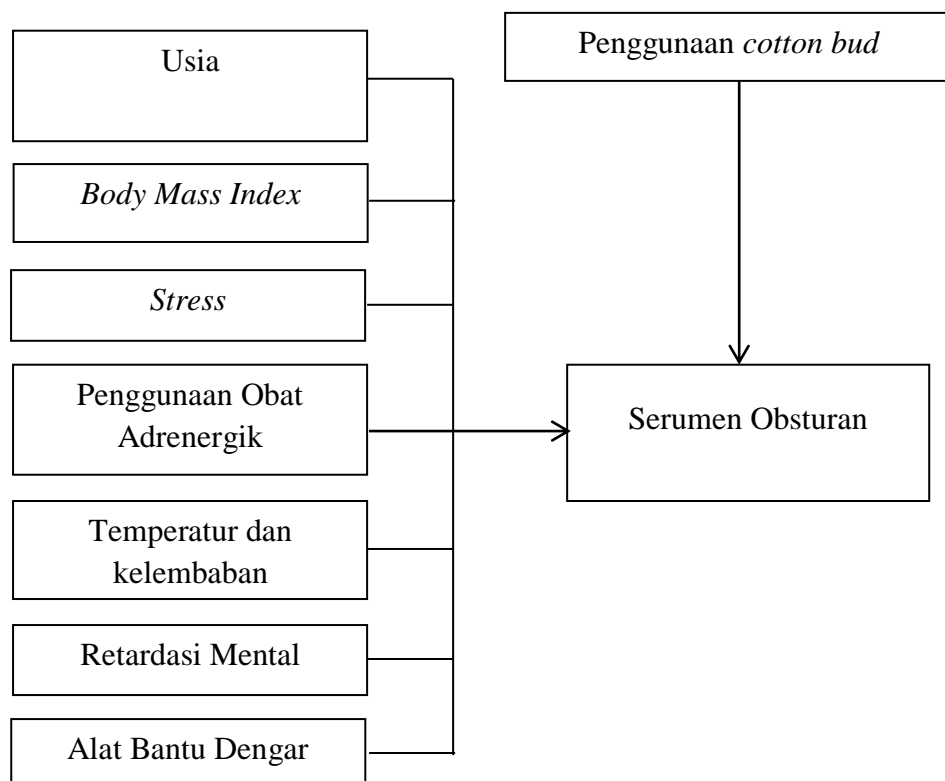 Usia
Penggunaan cotton bud
Body Mass Index
Stress
Penggunaan Obat
Adrenergik
Serumen Obsturan
Temperatur dan
kelembaban
Retardasi Mental
Alat Bantu Dengar